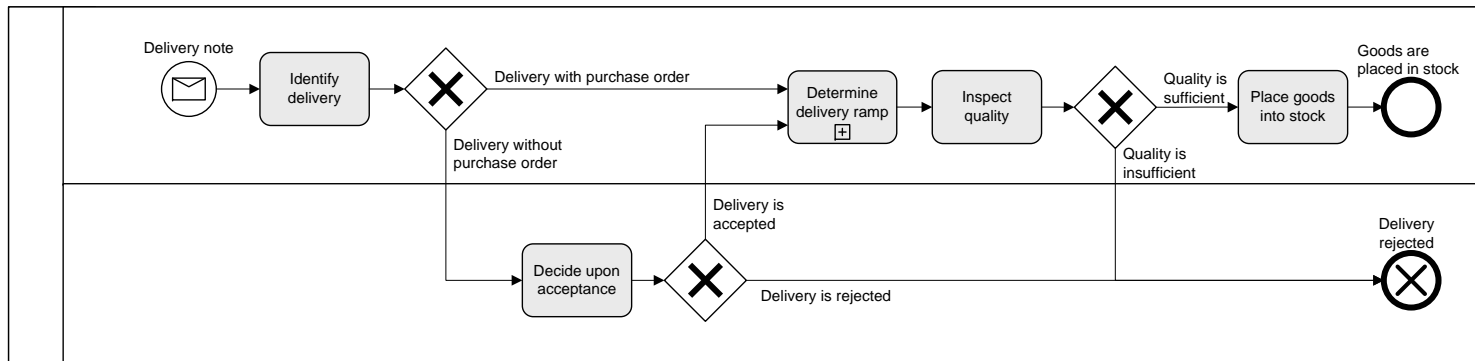 Delivery note
Identify
delivery
Delivery with purchase order
Delivery without
purchase order
Determine
delivery ramp
Inspect
quality
Quality is
sufficient
Quality is
insufficient
Place goods
into stock
Goods are
placed in stock
Decide upon
acceptance
Delivery is
accepted
Delivery is rejected
Delivery
rejected